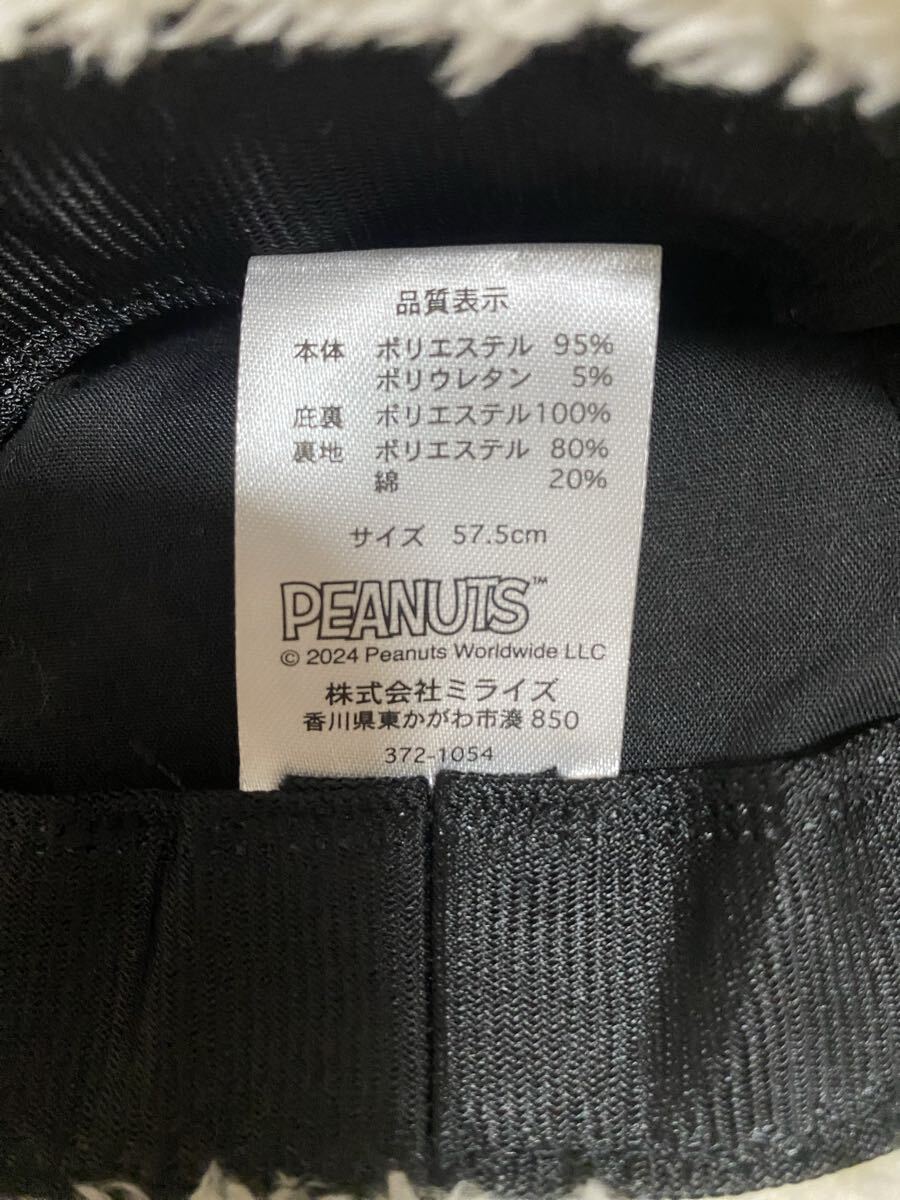 品質表示
本体 ポリエステル 95%
ポリウレタン 5%
庇裏 ポリエステル100%
裏地 ポリエステル 80%
綿 20%
サイズ 57.5cm
PEANUTS™
© 2024 Peanuts Worldwide LLC
株式会社ミライズ
香川県東かがわ市湊 850
372-1054